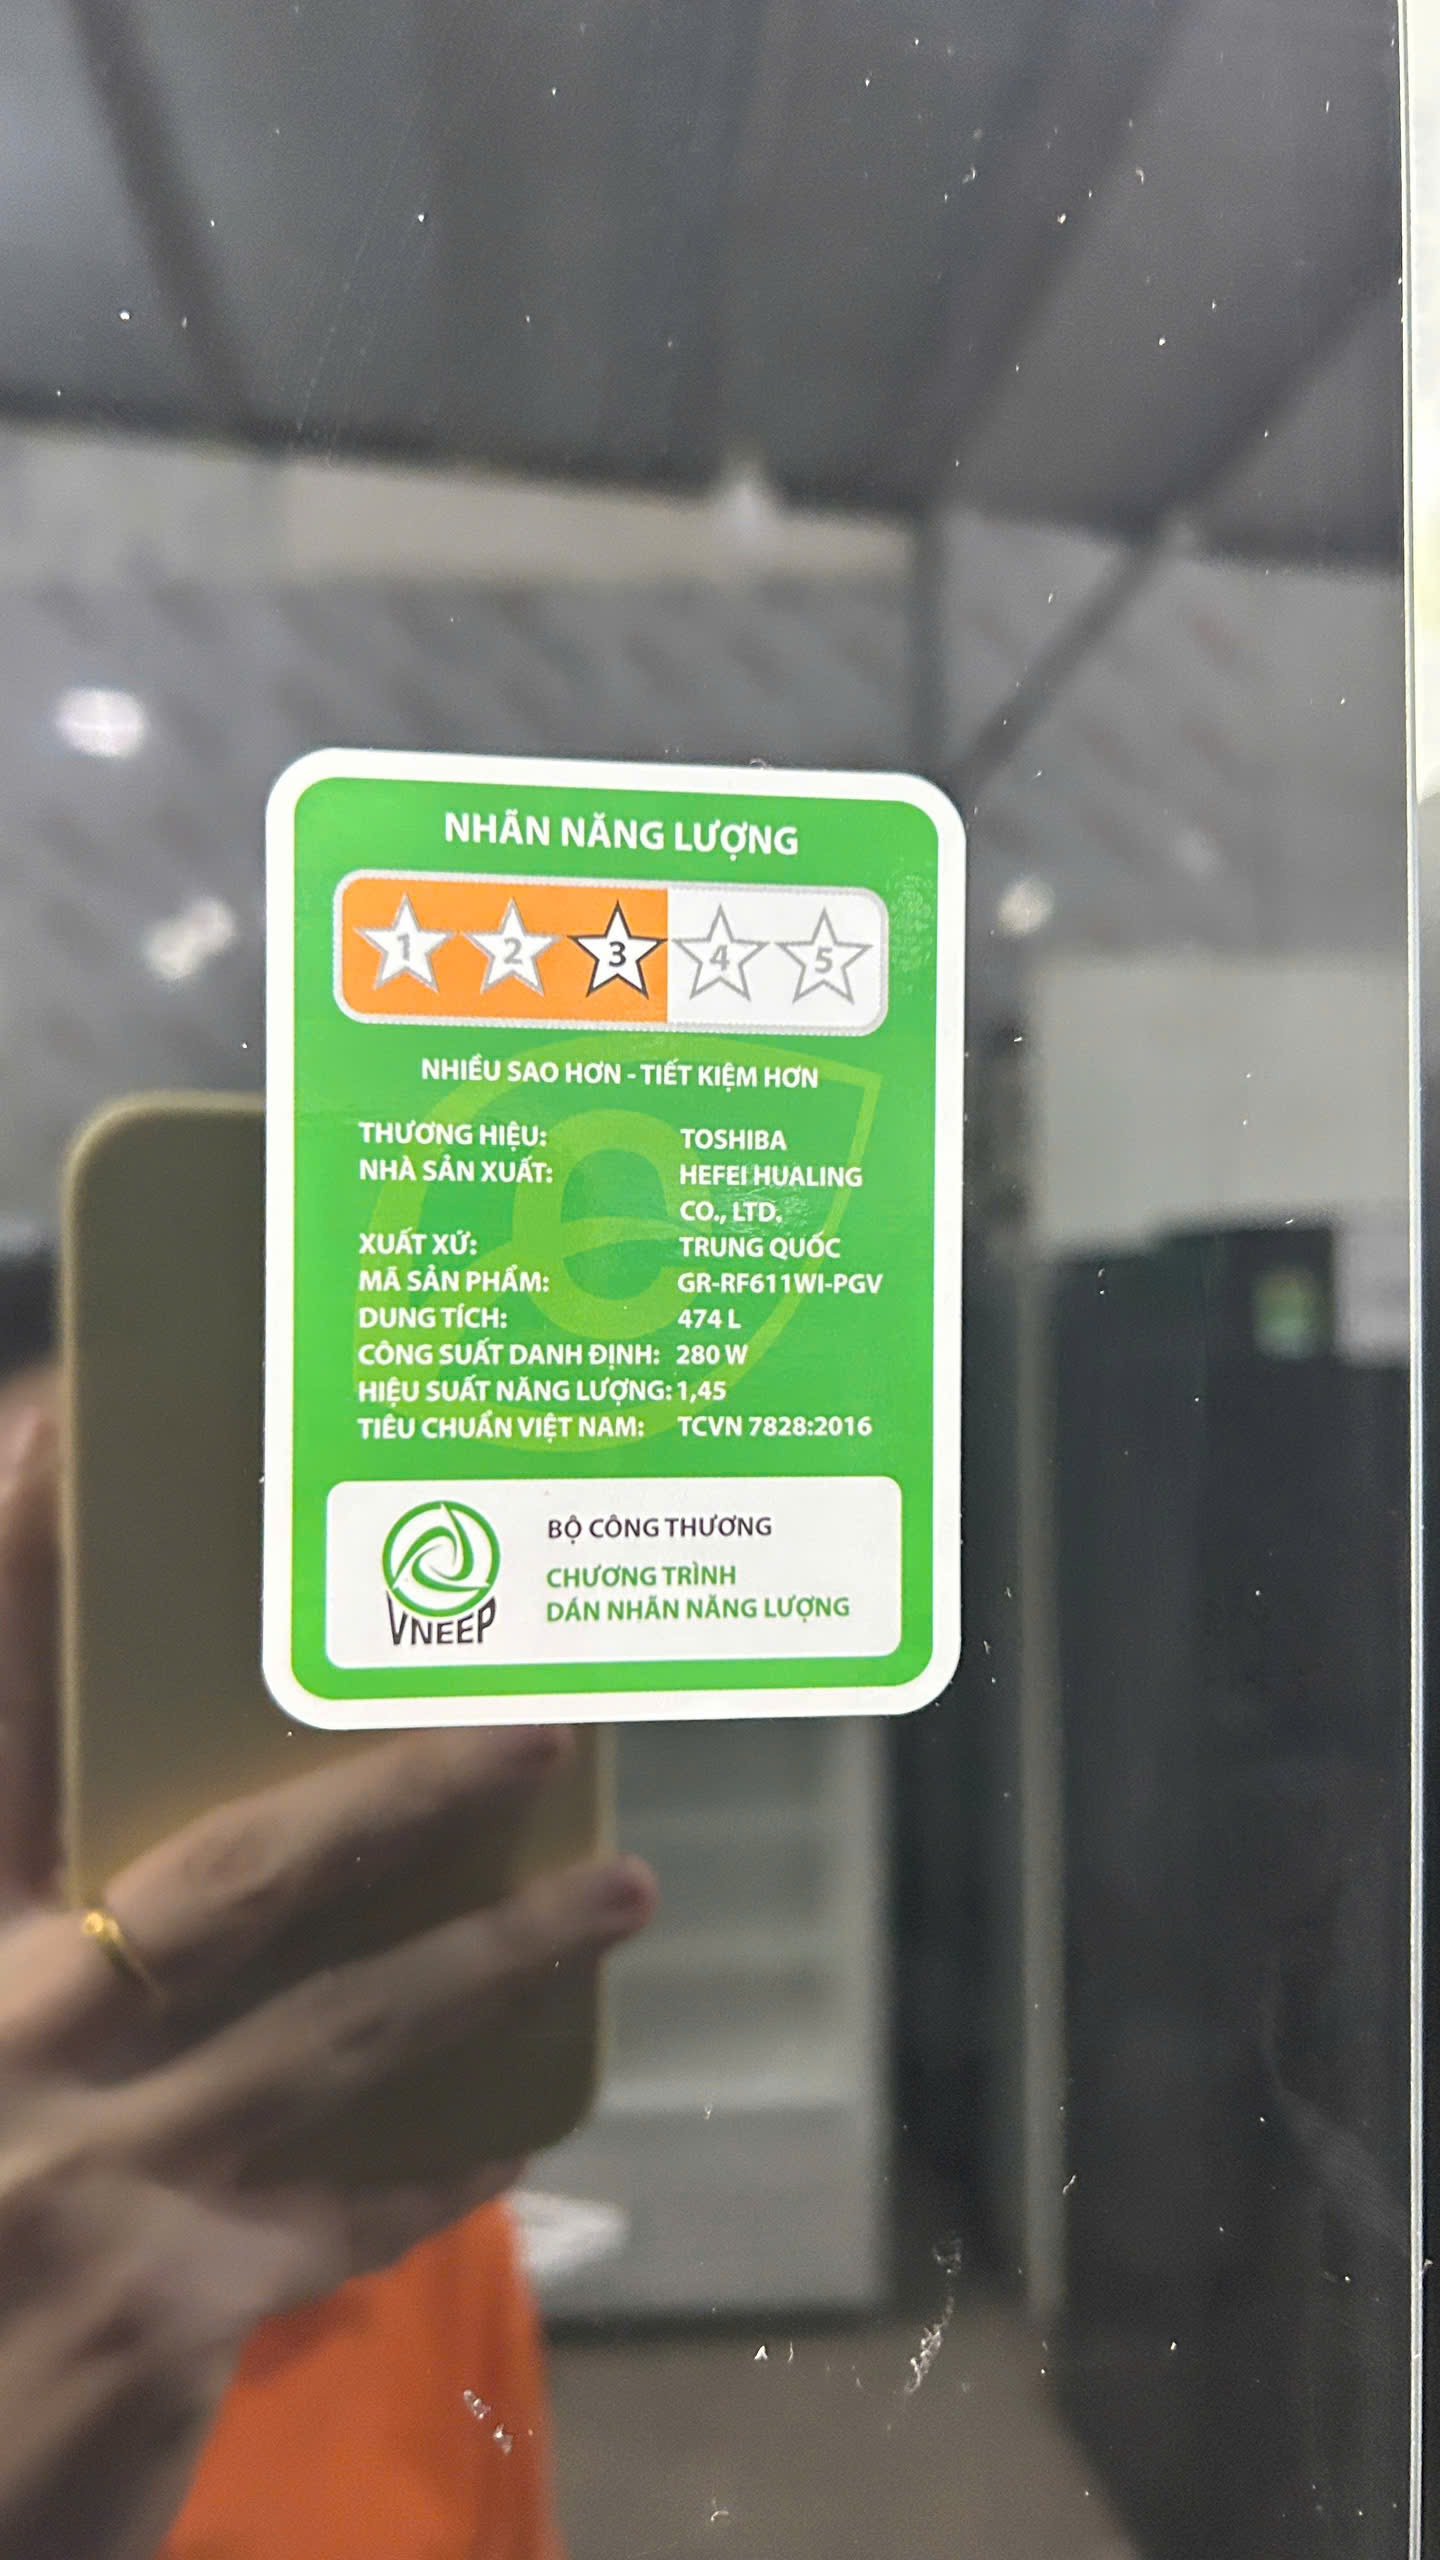 NHÃN NĂNG LƯỢNG
1 2 3 4 5
NHIỀU SAO HƠN - TIẾT KIỆM HƠN
THƯƠNG HIỆU: TOSHIBA
NHÀ SẢN XUẤT: HEFEI HUALING
CO., LTD.
XUẤT XỨ: TRUNG QUỐC
MÃ SẢN PHẨM: GR-RF611WI-PGV
DUNG TÍCH: 474 L
CÔNG SUẤT DANH ĐỊNH: 280 W
HIỆU SUẤT NĂNG LƯỢNG: 1,45
TIÊU CHUẨN VIỆT NAM: TCVN 7828:2016
VNEEP
BỘ CÔNG THƯƠNG
CHƯƠNG TRÌNH
DÁN NHÃN NĂNG LƯỢNG